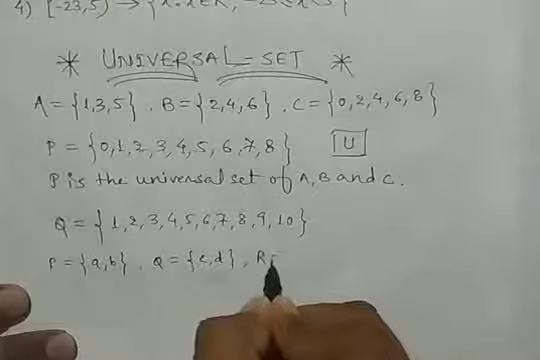 4) [-23,5) → {x:x∈R, -23≤x<5}
* UNIVERSAL-SET *
A = {1,3,5} . B = {2,4,6} . C = {0,2,4,6,8}
P = {0,1,2,3,4,5,6,7,8} U
P is the universal set of A, B and C.
Q = {1,2,3,4,5,6,7,8,9,10}
P = {a,b} . Q = {c,d} , R =